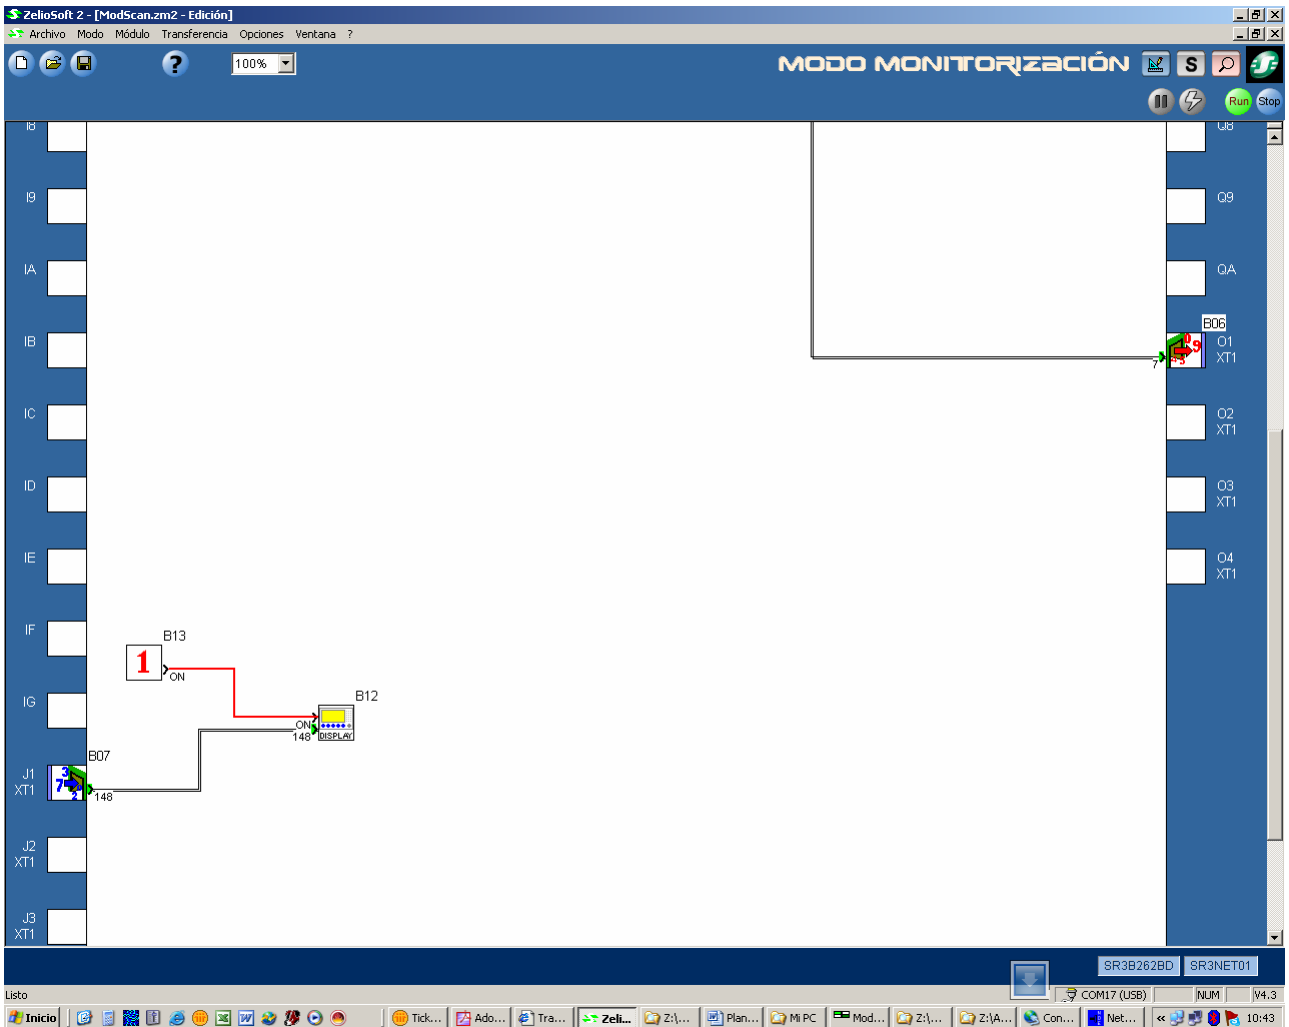 ZelioSoft 2 - [ModScan.zm2 - Edición]
Archivo Modo Módulo Transferencia Opciones Ventana ?
100%
MODO MONITORIZACIÓN
S
Run Stop
I8
Q8
I9
Q9
IA
QA
B06
IB
O1
XT1
7
IC
O2
XT1
ID
O3
XT1
IE
O4
XT1
IF
B13
1
ON
IG
B12
ON
148
DISPLAY
B07
J1
XT1
148
J2
XT1
J3
XT1
SR3B262BD SR3NET01
Listo
COM17 (USB) NUM V4.3
Inicio Tick... Ado... Tra... Zeli... Z:\... Plan... Mi PC Mod... Z:\... Z:\A... Con... Net... « 10:43